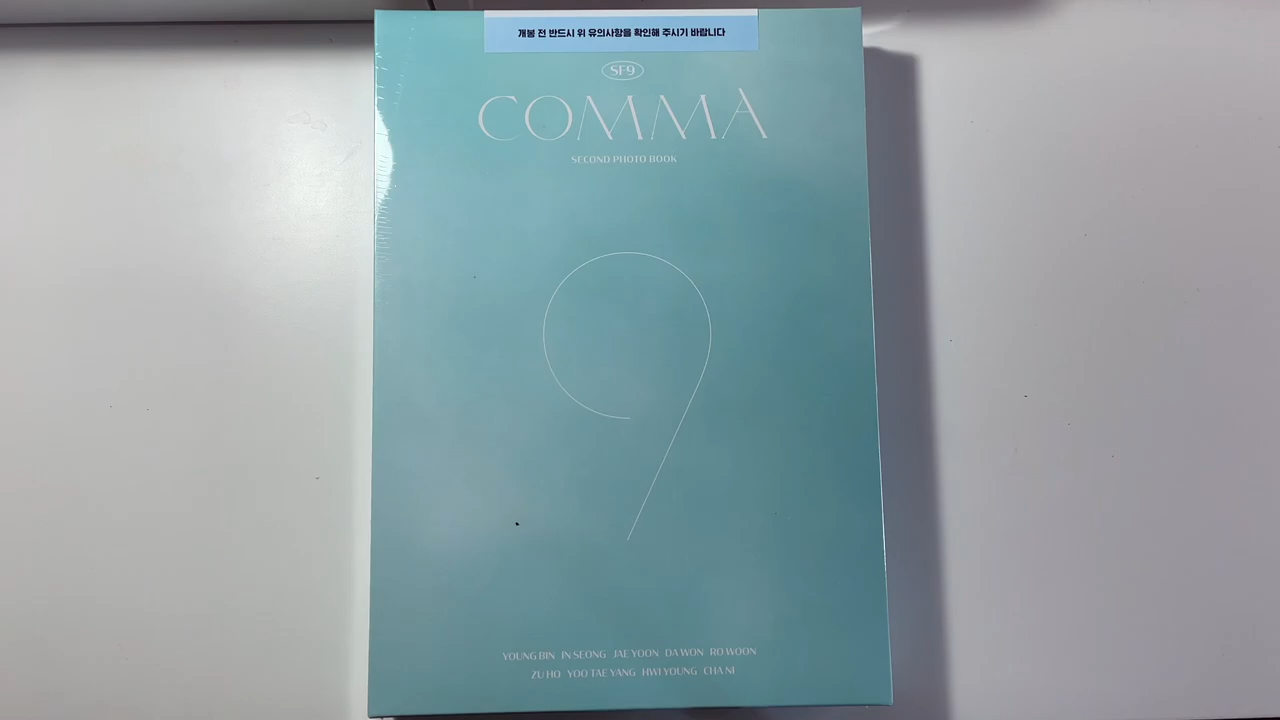 개봉 전 반드시 위 유의사항을 확인해 주시기 바랍니다
SF9
COMMA
SECOND PHOTO BOOK
9
YOUNG BIN IN SEONG JAE YOON DA WON RO WOON
ZU HO YOO TAE YANG HWI YOUNG CHA NI